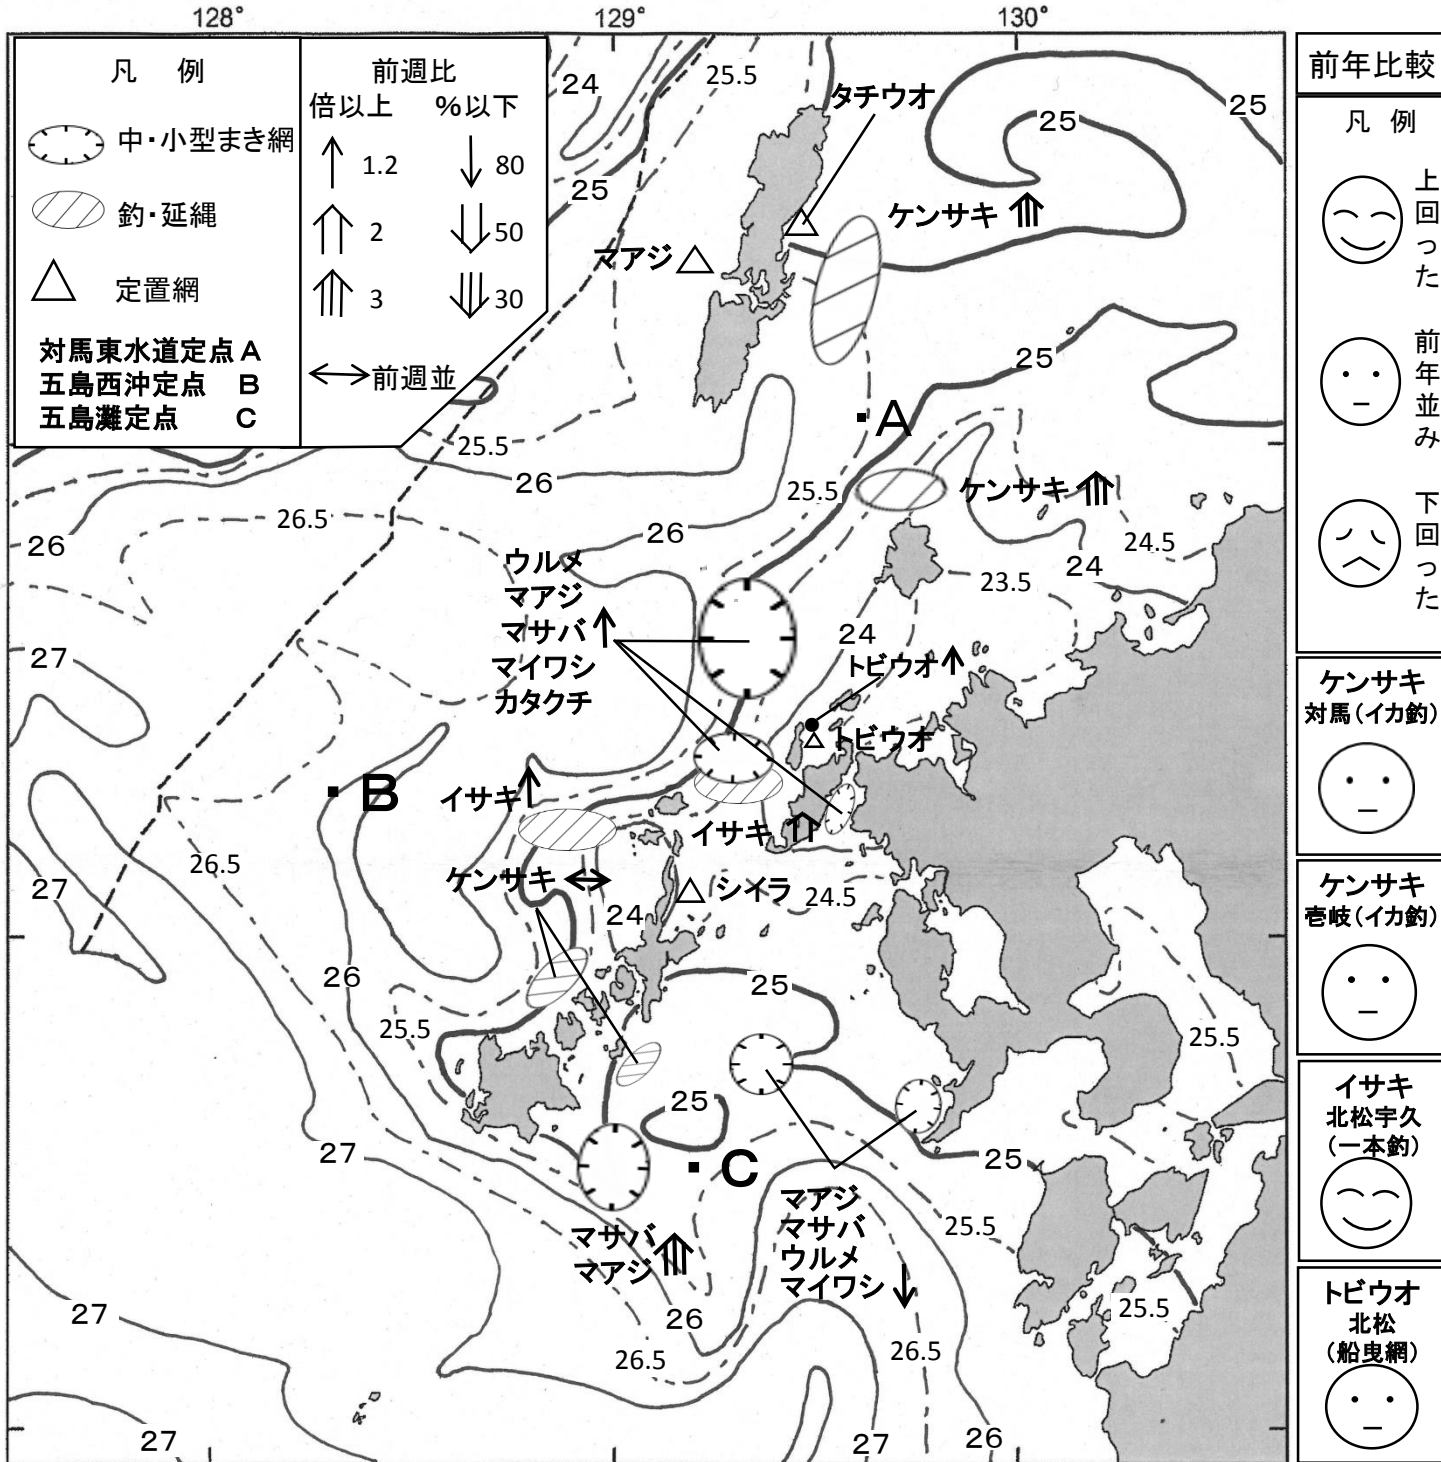 128°
129°
130°
凡 例
中・小型まき網
釣・延縄
定置網
対馬東水道定点 A
五島西沖定点 B
五島灘定点 C
前週比
倍以上 %以下
1.2 80
2 50
3 30
前週並
前年比較
凡 例
上回った
前年並み
下回った
ケンサキ
対馬(イカ釣)
ケンサキ
壱岐(イカ釣)
イサキ
北松宇久
(一本釣)
トビウオ
北松
(船曳網)
24
25.5
タチウオ
25
25
25
ケンサキ
マアジ
25
A
25.5
26
25.5
ケンサキ
26.5
26
26
24.5
24
23.5
ウルメ
マアジ
マサバ
マイワシ
カタクチ
24
27
トビウオ
トビウオ
B
イサキ
イサキ
26.5
27
ケンサキ
シイラ
24.5
24
26
25
25.5
25.5
25
27
C
25
マアジ
マサバ
ウルメ
マイワシ
25.5
マサバ
マアジ
27
26
25.5
26.5
26.5
27
27
26